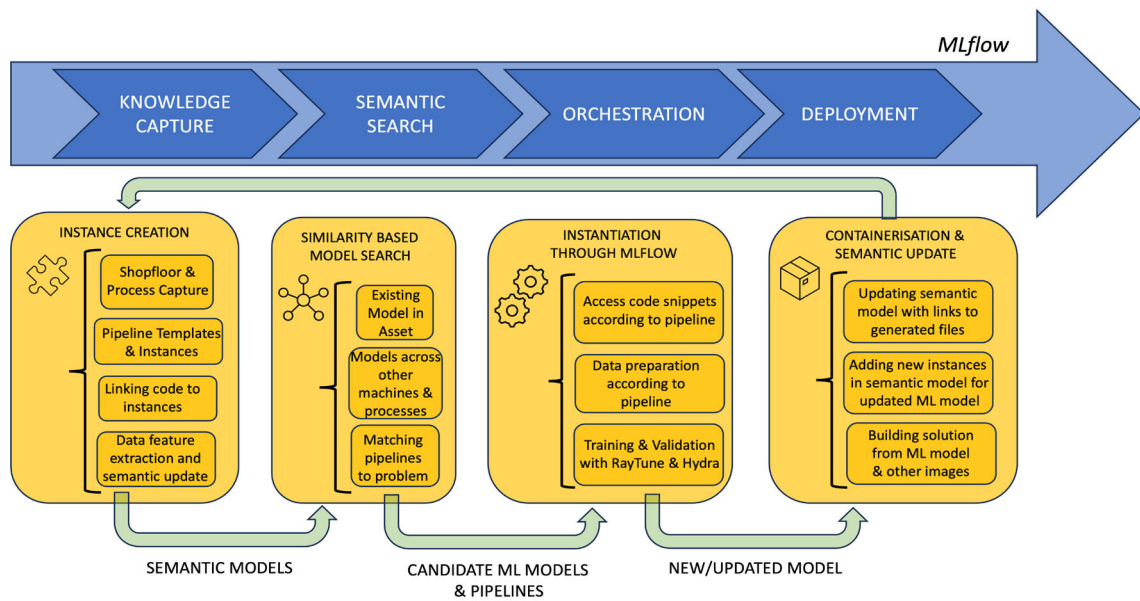 MLflow
KNOWLEDGE
CAPTURE
SEMANTIC
SEARCH
ORCHESTRATION
DEPLOYMENT
INSTANCE CREATION
Shopfloor &
Process Capture
Pipeline Templates
& Instances
Linking code to
instances
Data feature
extraction and
semantic update
SIMILARITY BASED
MODEL SEARCH
Existing
Model in
Asset
Models across
other
machines &
processes
Matching
pipelines
to problem
INSTANTIATION
THROUGH MLFLOW
Access code snippets
according to pipeline
Data preparation
according to
pipeline
Training & Validation
with RayTune & Hydra
CONTAINERISATION &
SEMANTIC UPDATE
Updating semantic
model with links to
generated files
Adding new instances
in semantic model for
updated ML model
Building solution
from ML model
& other images
SEMANTIC MODELS
CANDIDATE ML MODELS
& PIPELINES
NEW/UPDATED MODEL